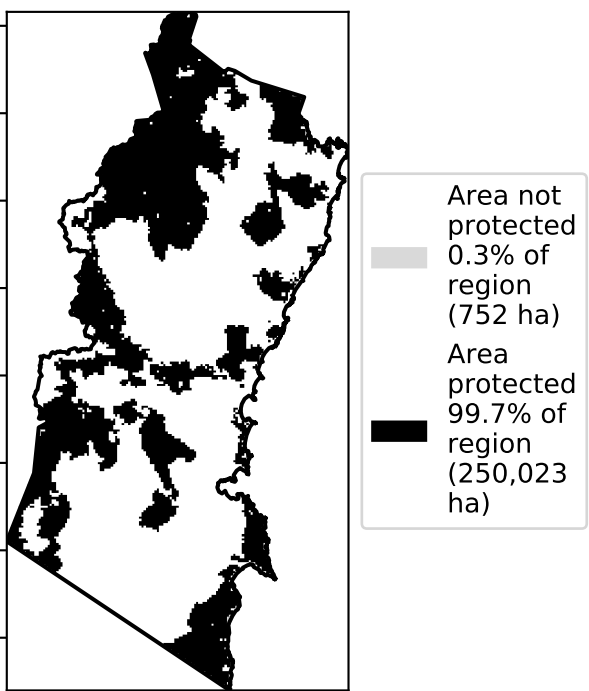 Area not
protected
0.3% of
region
(752 ha)
Area
protected
99.7% of
region
(250,023
ha)